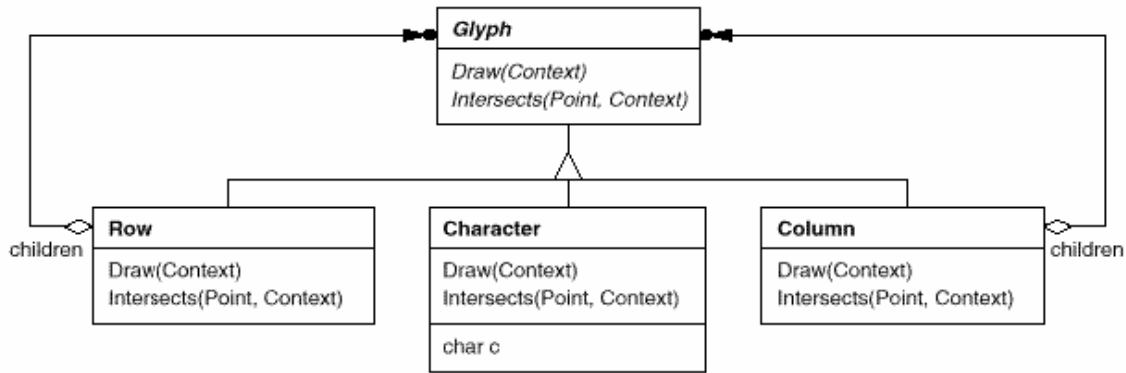 Glyph
Draw(Context)
Intersects(Point, Context)
children
Row
Draw(Context)
Intersects(Point, Context)
Character
Draw(Context)
Intersects(Point, Context)
char c
Column
Draw(Context)
Intersects(Point, Context)
children